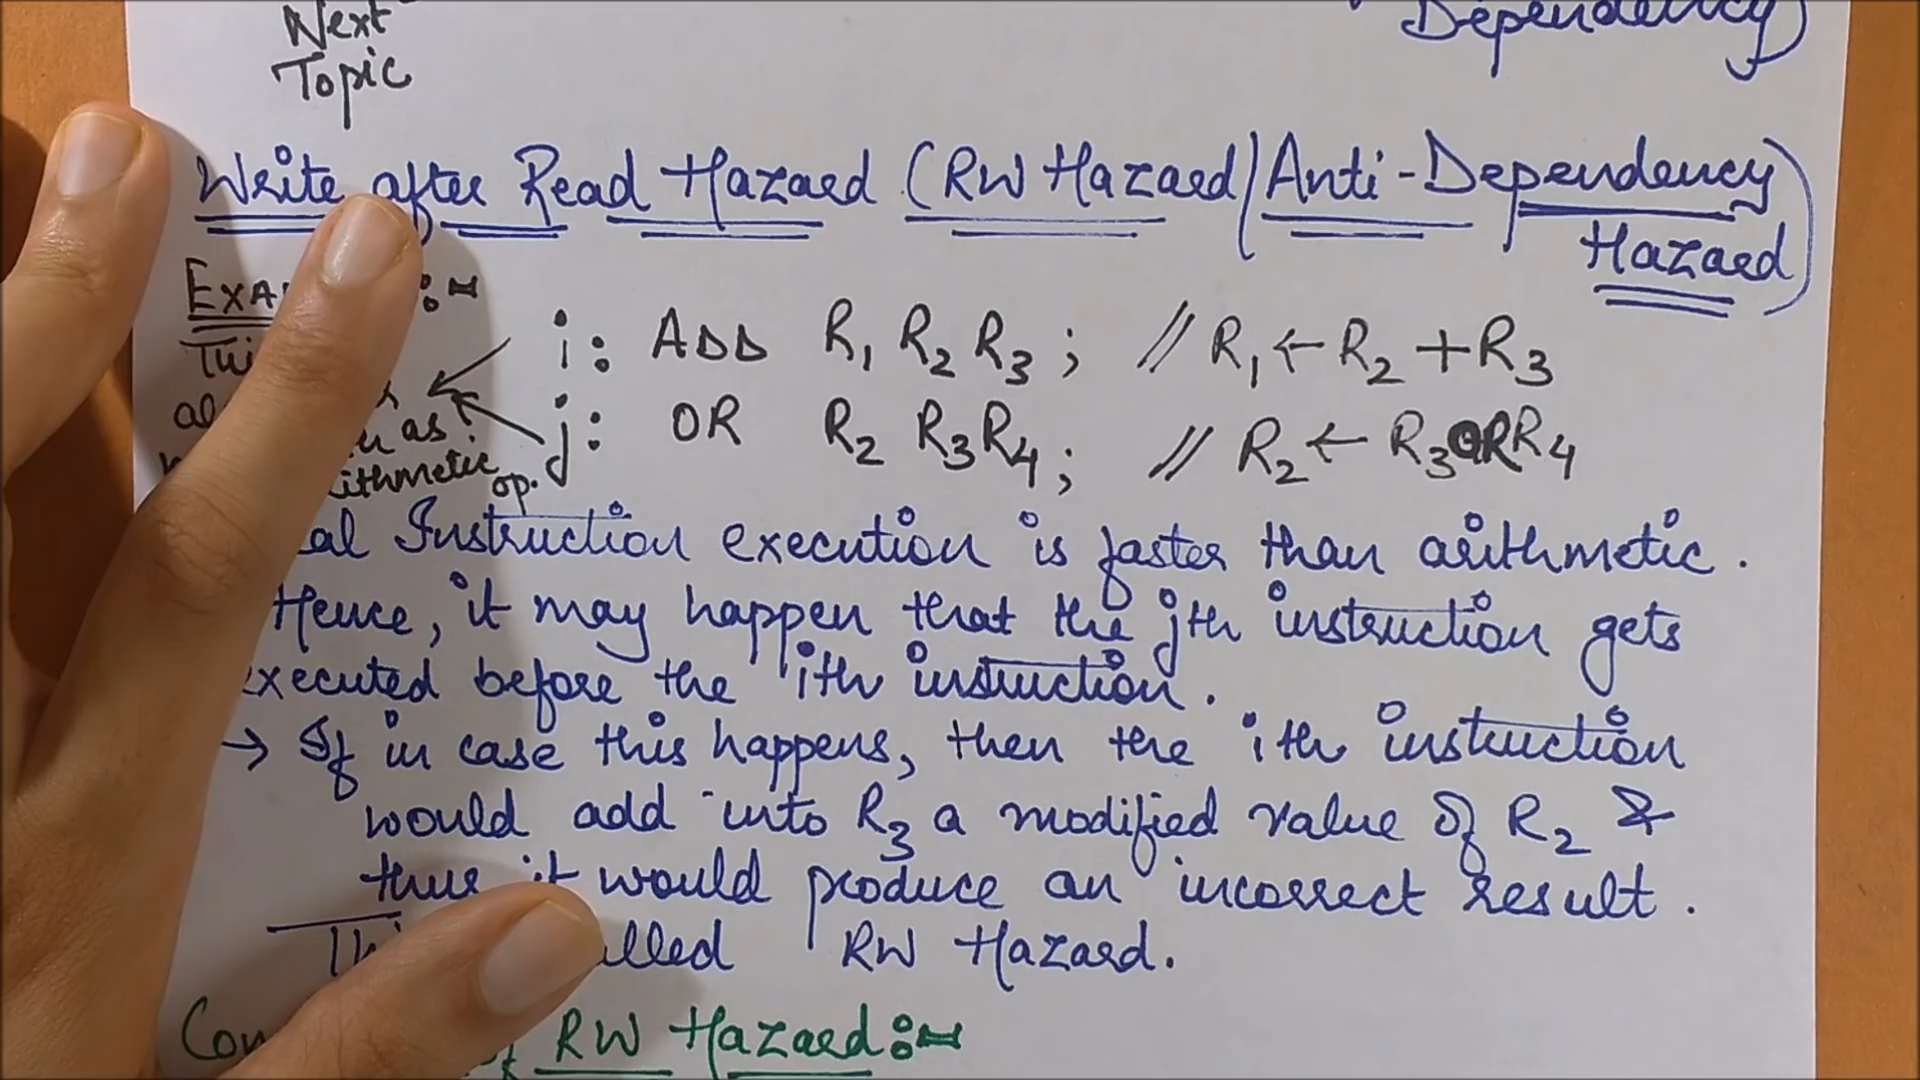 Next
Topic
Dependency)
Write after Read Hazard (RW Hazard/Anti-Dependency
Hazard)
:-
i: ADD R1 R2 R3 ; // R1 ← R2 + R3
j: OR R2 R3 R4 ; // R2 ← R3 OR R4
as
op.
Instruction execution is faster than arithmetic.
Hence, it may happen that the jth instruction gets
executed before the ith instruction.
→ If in case this happens, then the ith instruction
would add into R3 a modified value of R2 &
thus it would produce an incorrect result.
RW Hazard.
of RW Hazard :-